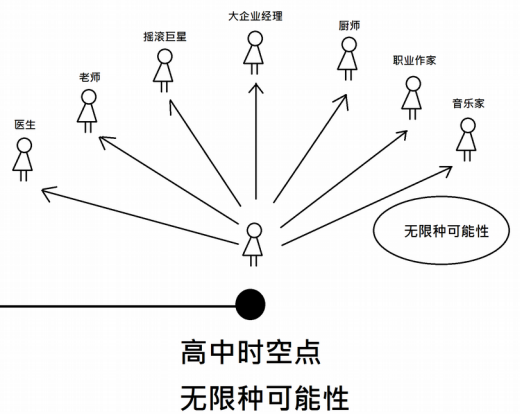 大企业经理
厨师
摇滚巨星
职业作家
老师
音乐家
医生
无限种可能性
高中时空点
无限种可能性